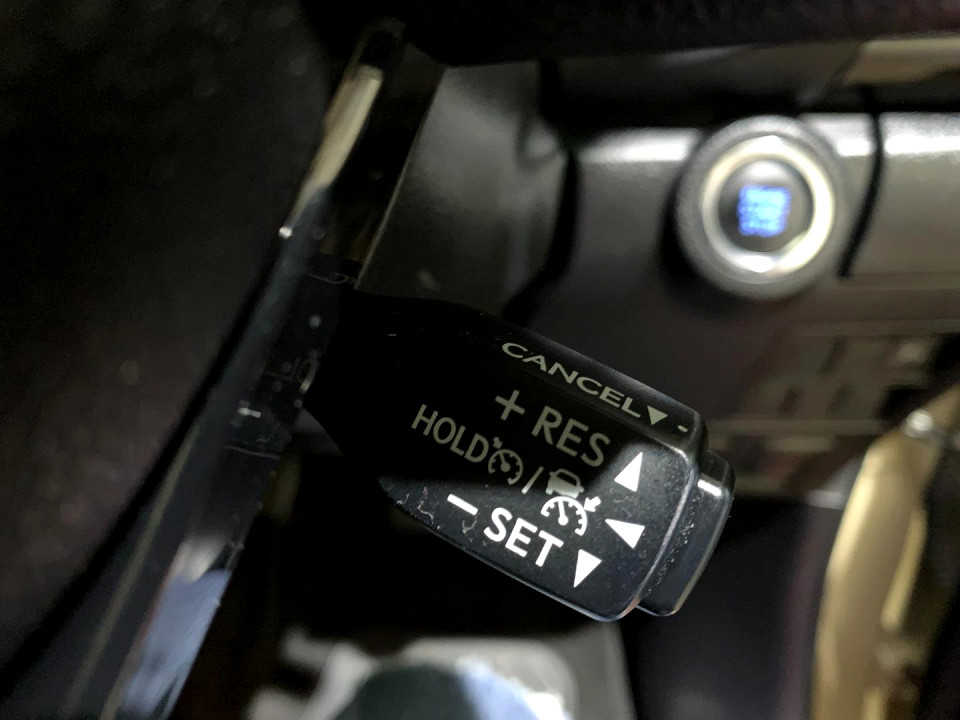 CANCEL▼
+ RES
HOLD /
- SET